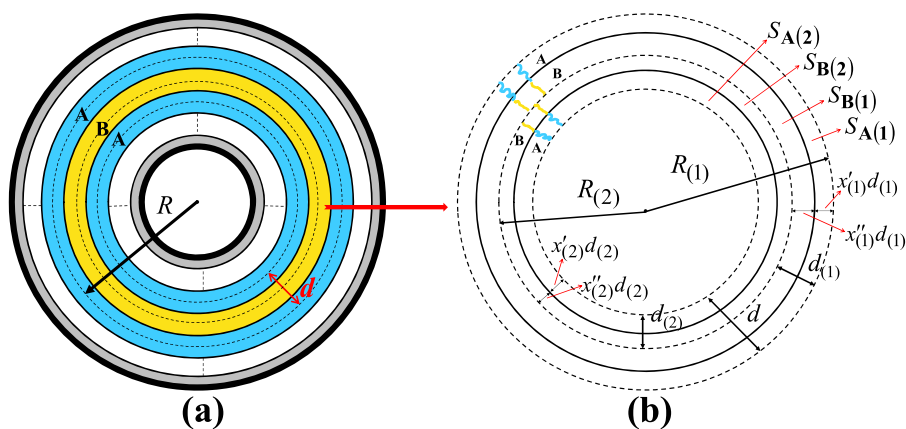 A
B
A
R
d
(a)
A
B
B
A
S_A(2)
S_B(2)
S_B(1)
S_A(1)
R_(1)
R_(2)
x′_(1)d_(1)
x″_(1)d_(1)
x′_(2)d_(2)
x″_(2)d_(2)
d_(1)
d_(2)
d
(b)